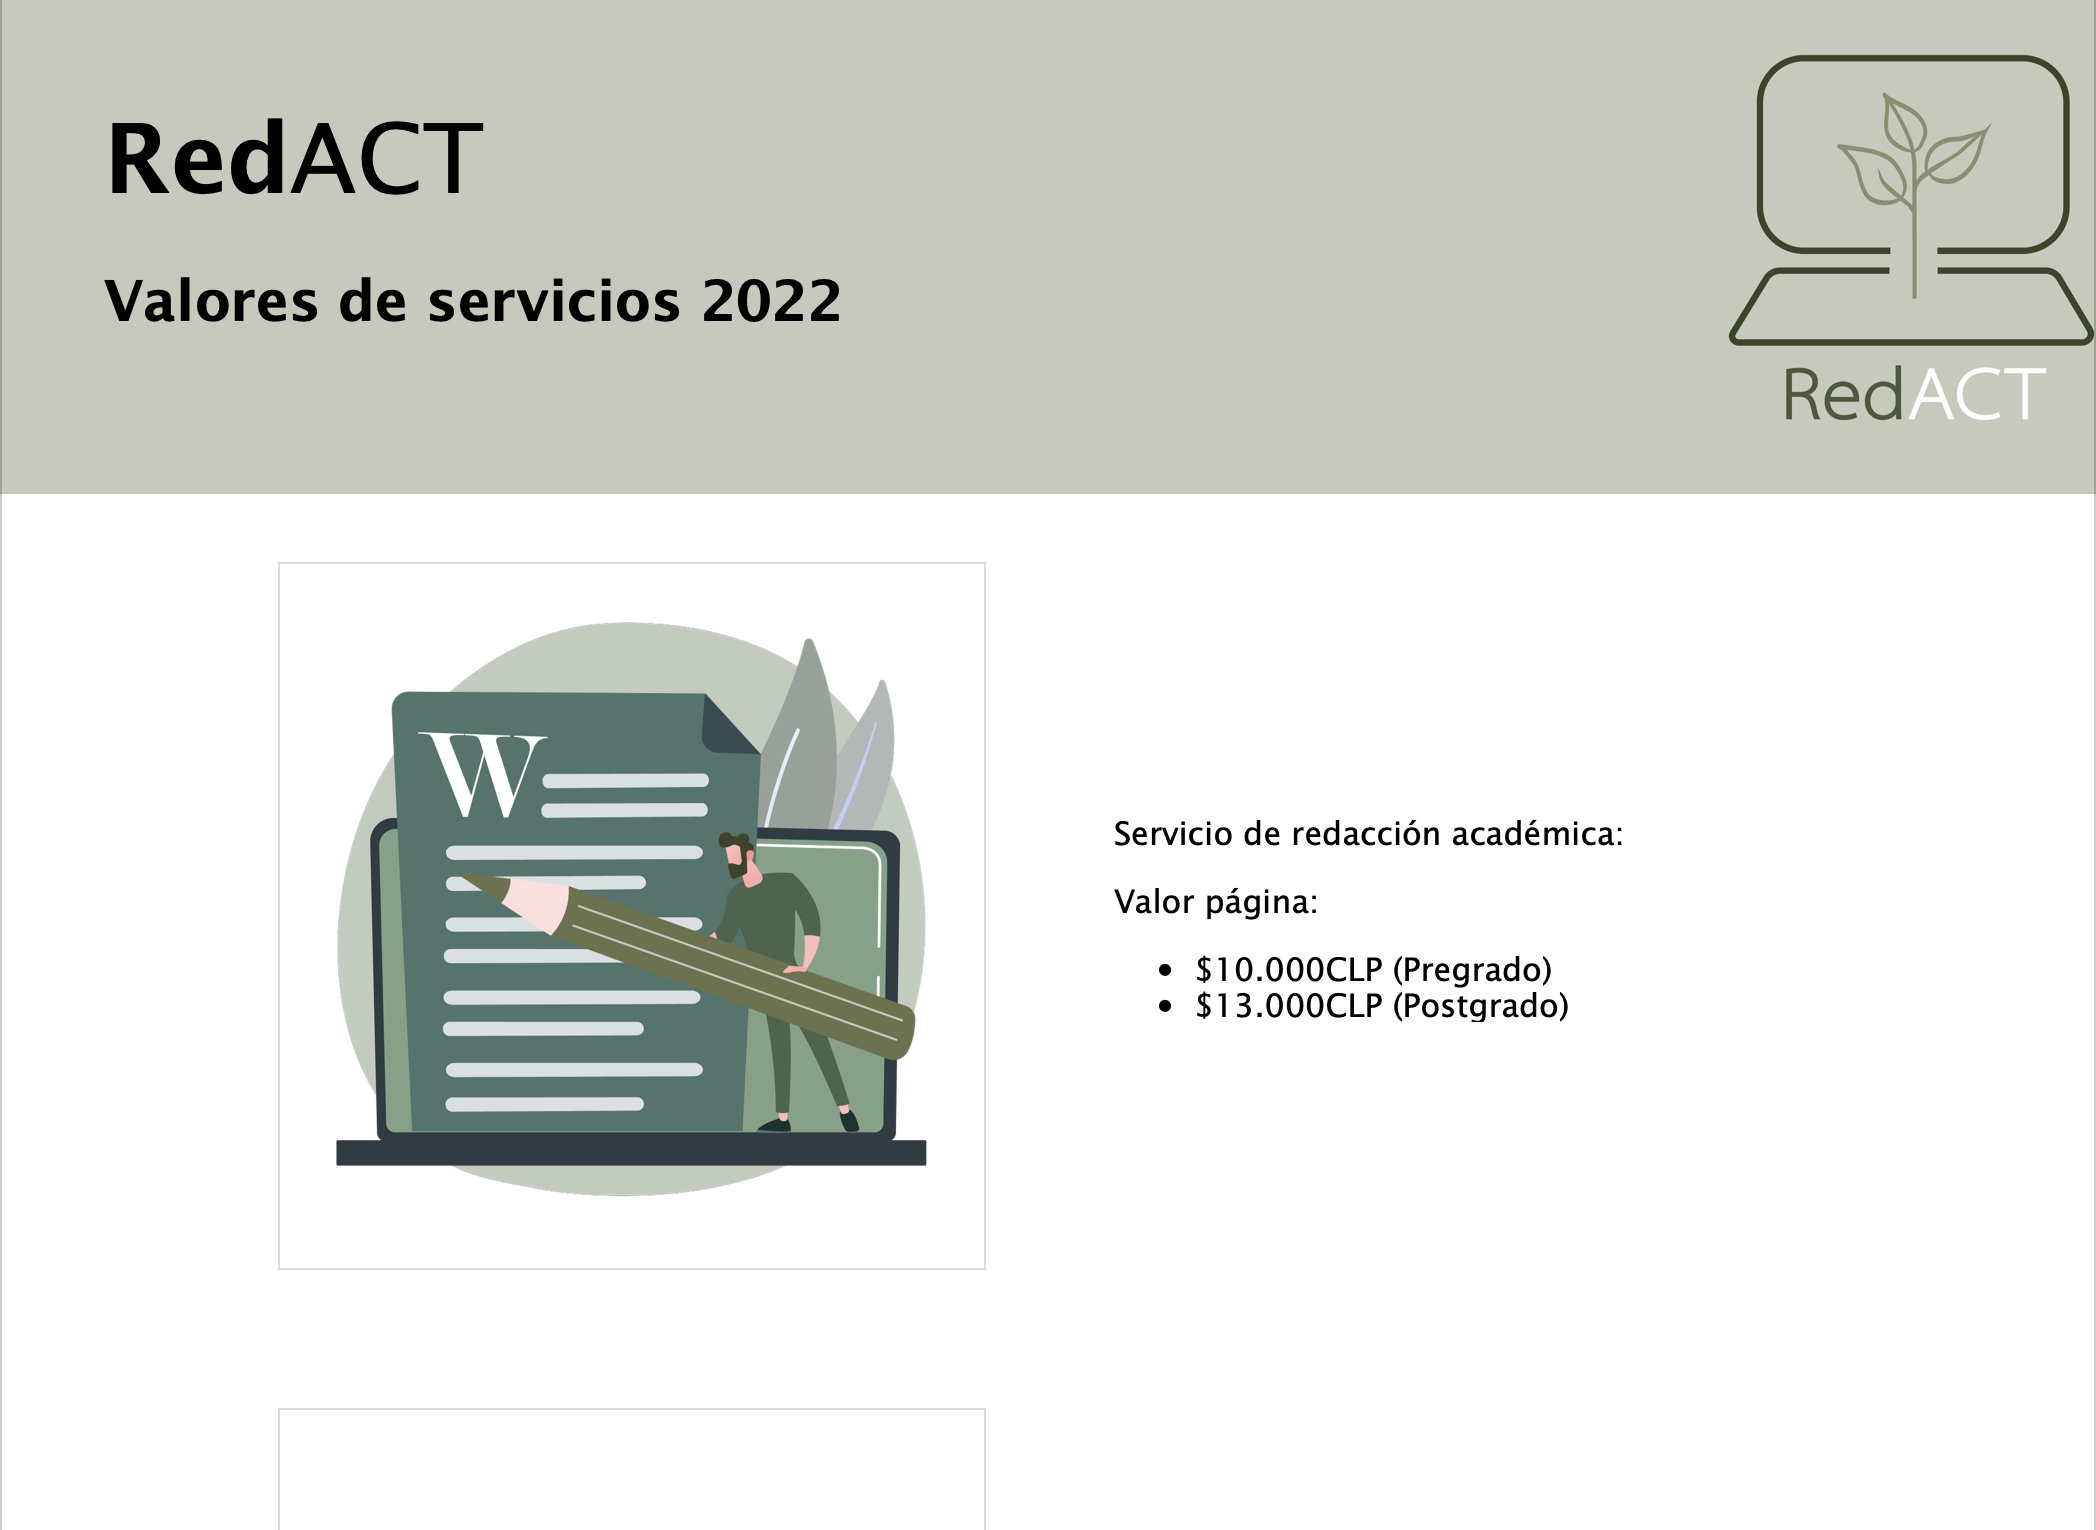 RedACT
Valores de servicios 2022
RedACT
W
Servicio de redacción académica:
Valor página:
• $10.000CLP (Pregrado)
• $13.000CLP (Postgrado)